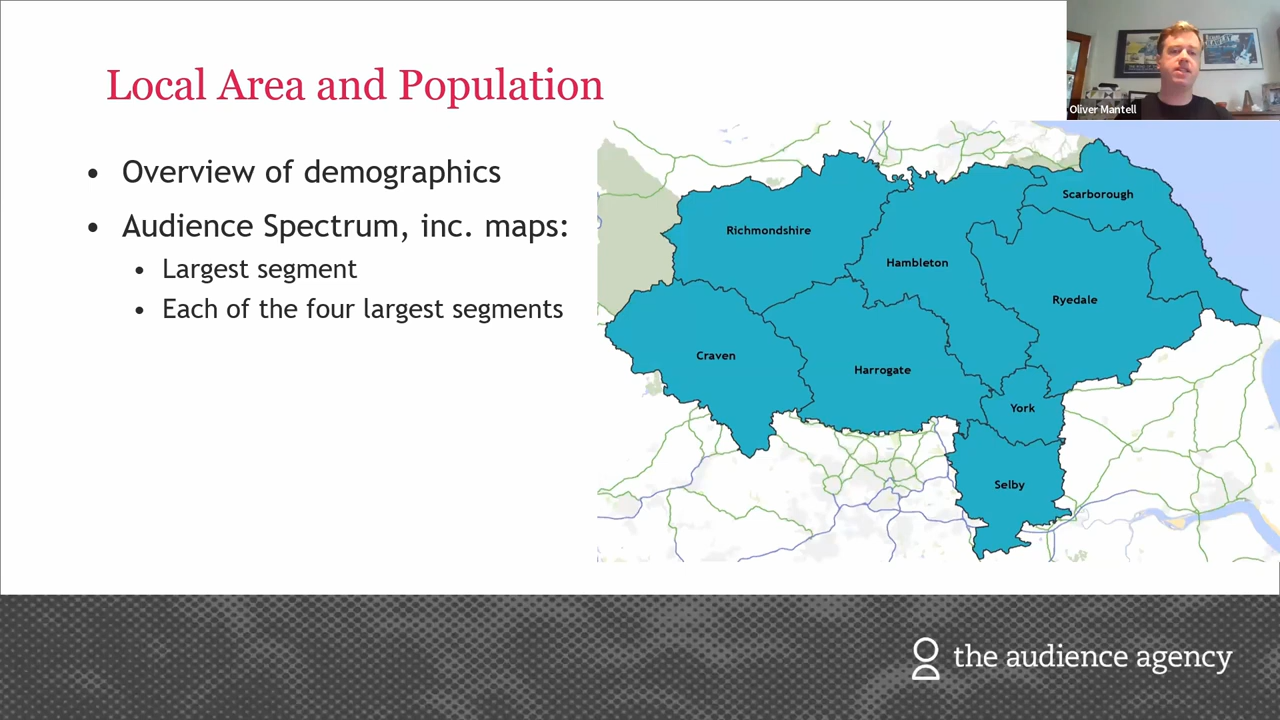 Local Area and Population
Oliver Mantell
• Overview of demographics
• Audience Spectrum, inc. maps:
• Largest segment
• Each of the four largest segments
Scarborough
Richmondshire
Hambleton
Ryedale
Craven
Harrogate
York
Selby
the audience agency